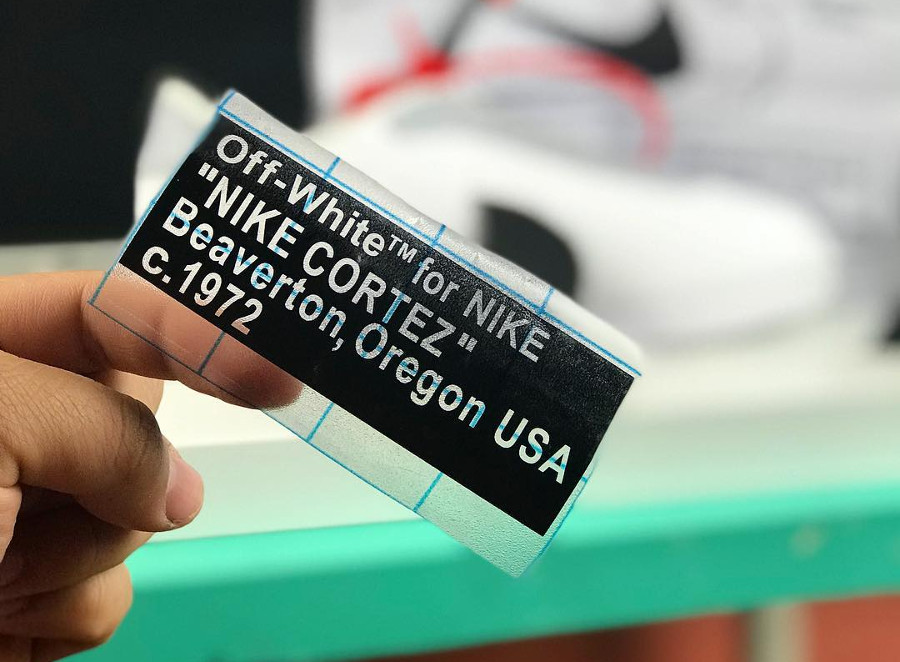 Off-White™ for NIKE
"NIKE CORTEZ"
Beaverton, Oregon USA
c.1972